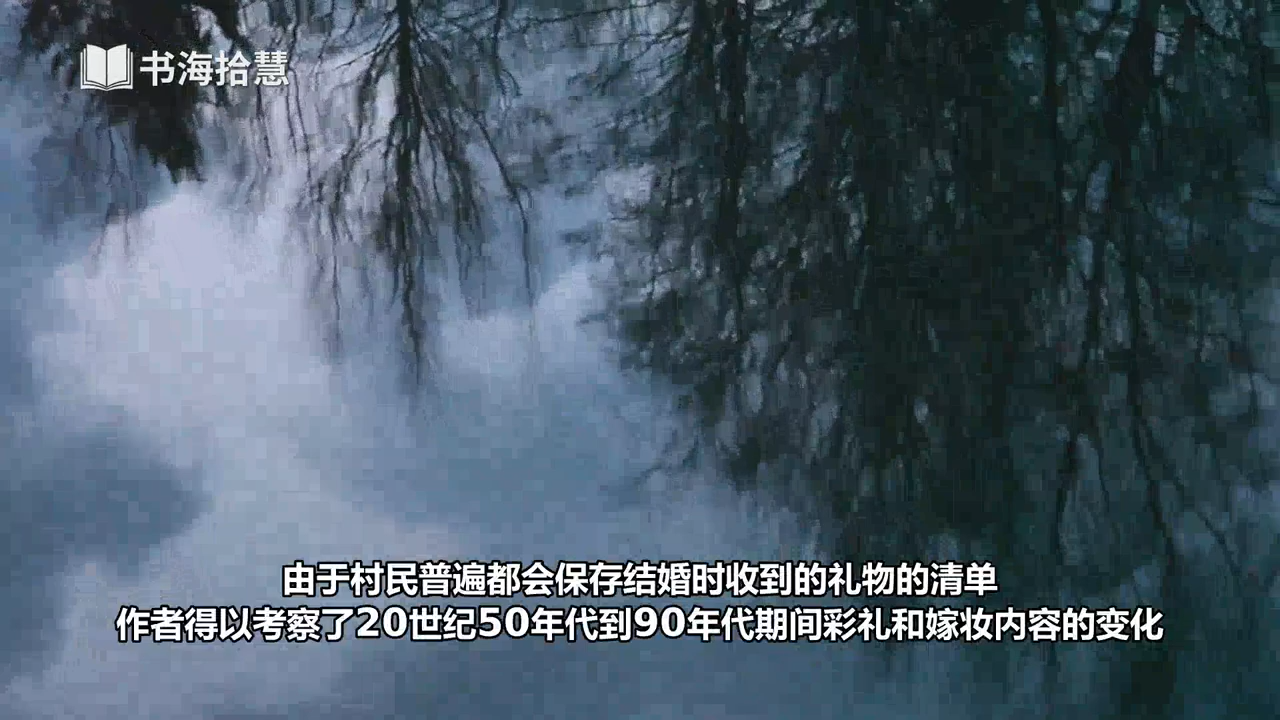 书海拾慧
由于村民普遍都会保存结婚时收到的礼物的清单
作者得以考察了20世纪50年代到90年代期间彩礼和嫁妆内容的变化